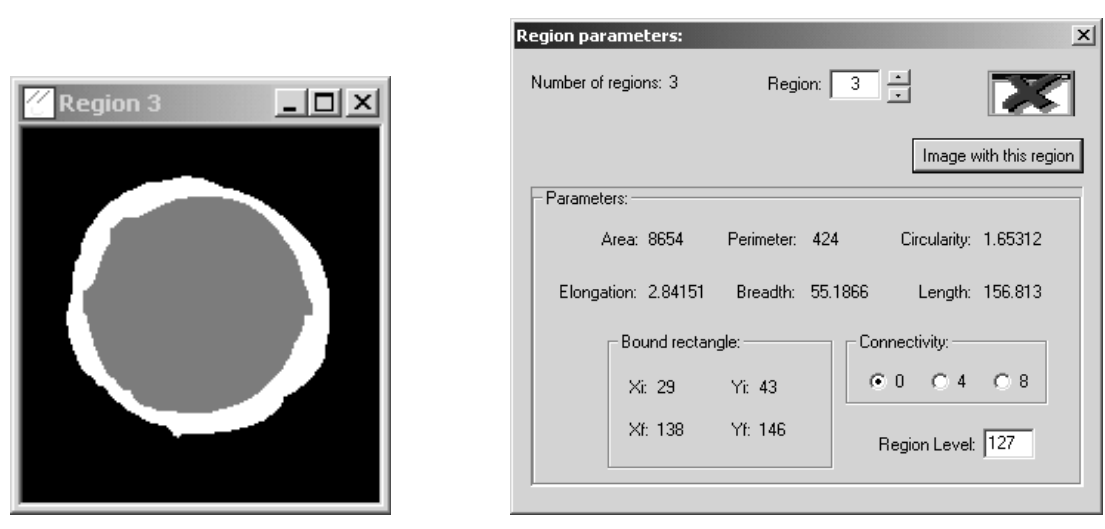 Region 3
Region parameters:
Number of regions: 3 Region: 3
Image with this region
Parameters:
Area: 8654 Perimeter: 424 Circularity: 1.65312
Elongation: 2.84151 Breadth: 55.1866 Length: 156.813
Bound rectangle: Connectivity:
Xi: 29 Yi: 43 0 4 8
Xf: 138 Yf: 146 Region Level: 127